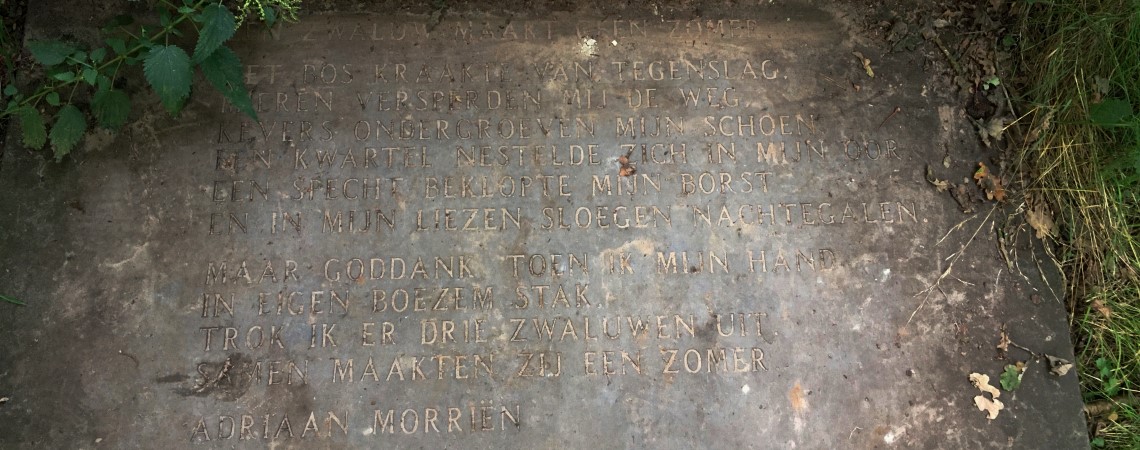 ZWALUW MAAKT GEEN ZOMER
HET BOS KRAAKTE VAN TEGENSLAG.
MIEREN VERSPERDEN MIJ DE WEG,
KEVERS ONDERGROEVEN MIJN SCHOEN,
EEN KWARTEL NESTELDE ZICH IN MIJN OOR,
EEN SPECHT BEKLOPTE MIJN BORST
EN IN MIJN LIEZEN SLOEGEN NACHTEGALEN.
MAAR GODDANK, TOEN IK MIJN HAND
IN EIGEN BOEZEM STAK,
TROK IK ER DRIE ZWALUWEN UIT.
SAMEN MAAKTEN ZIJ EEN ZOMER
ADRIAAN MORRIËN